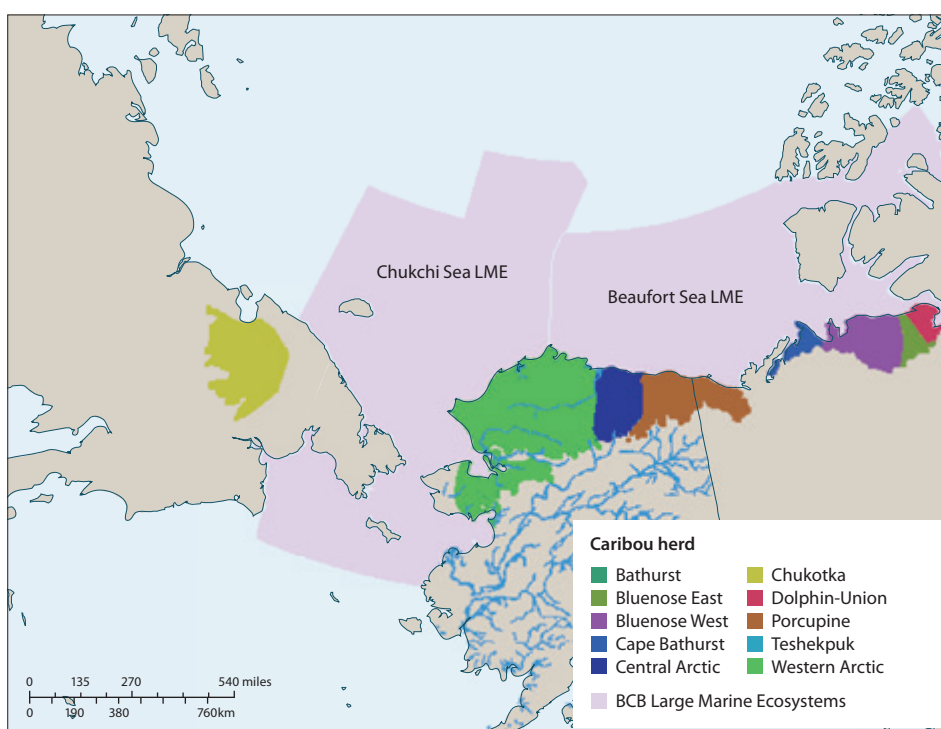 Chukchi Sea LME
Beaufort Sea LME
Caribou herd
Bathurst
Bluenose East
Bluenose West
Cape Bathurst
Central Arctic
Chukotka
Dolphin-Union
Porcupine
Teshekpuk
Western Arctic
BCB Large Marine Ecosystems
0 135 270 540 miles
0 190 380 760km